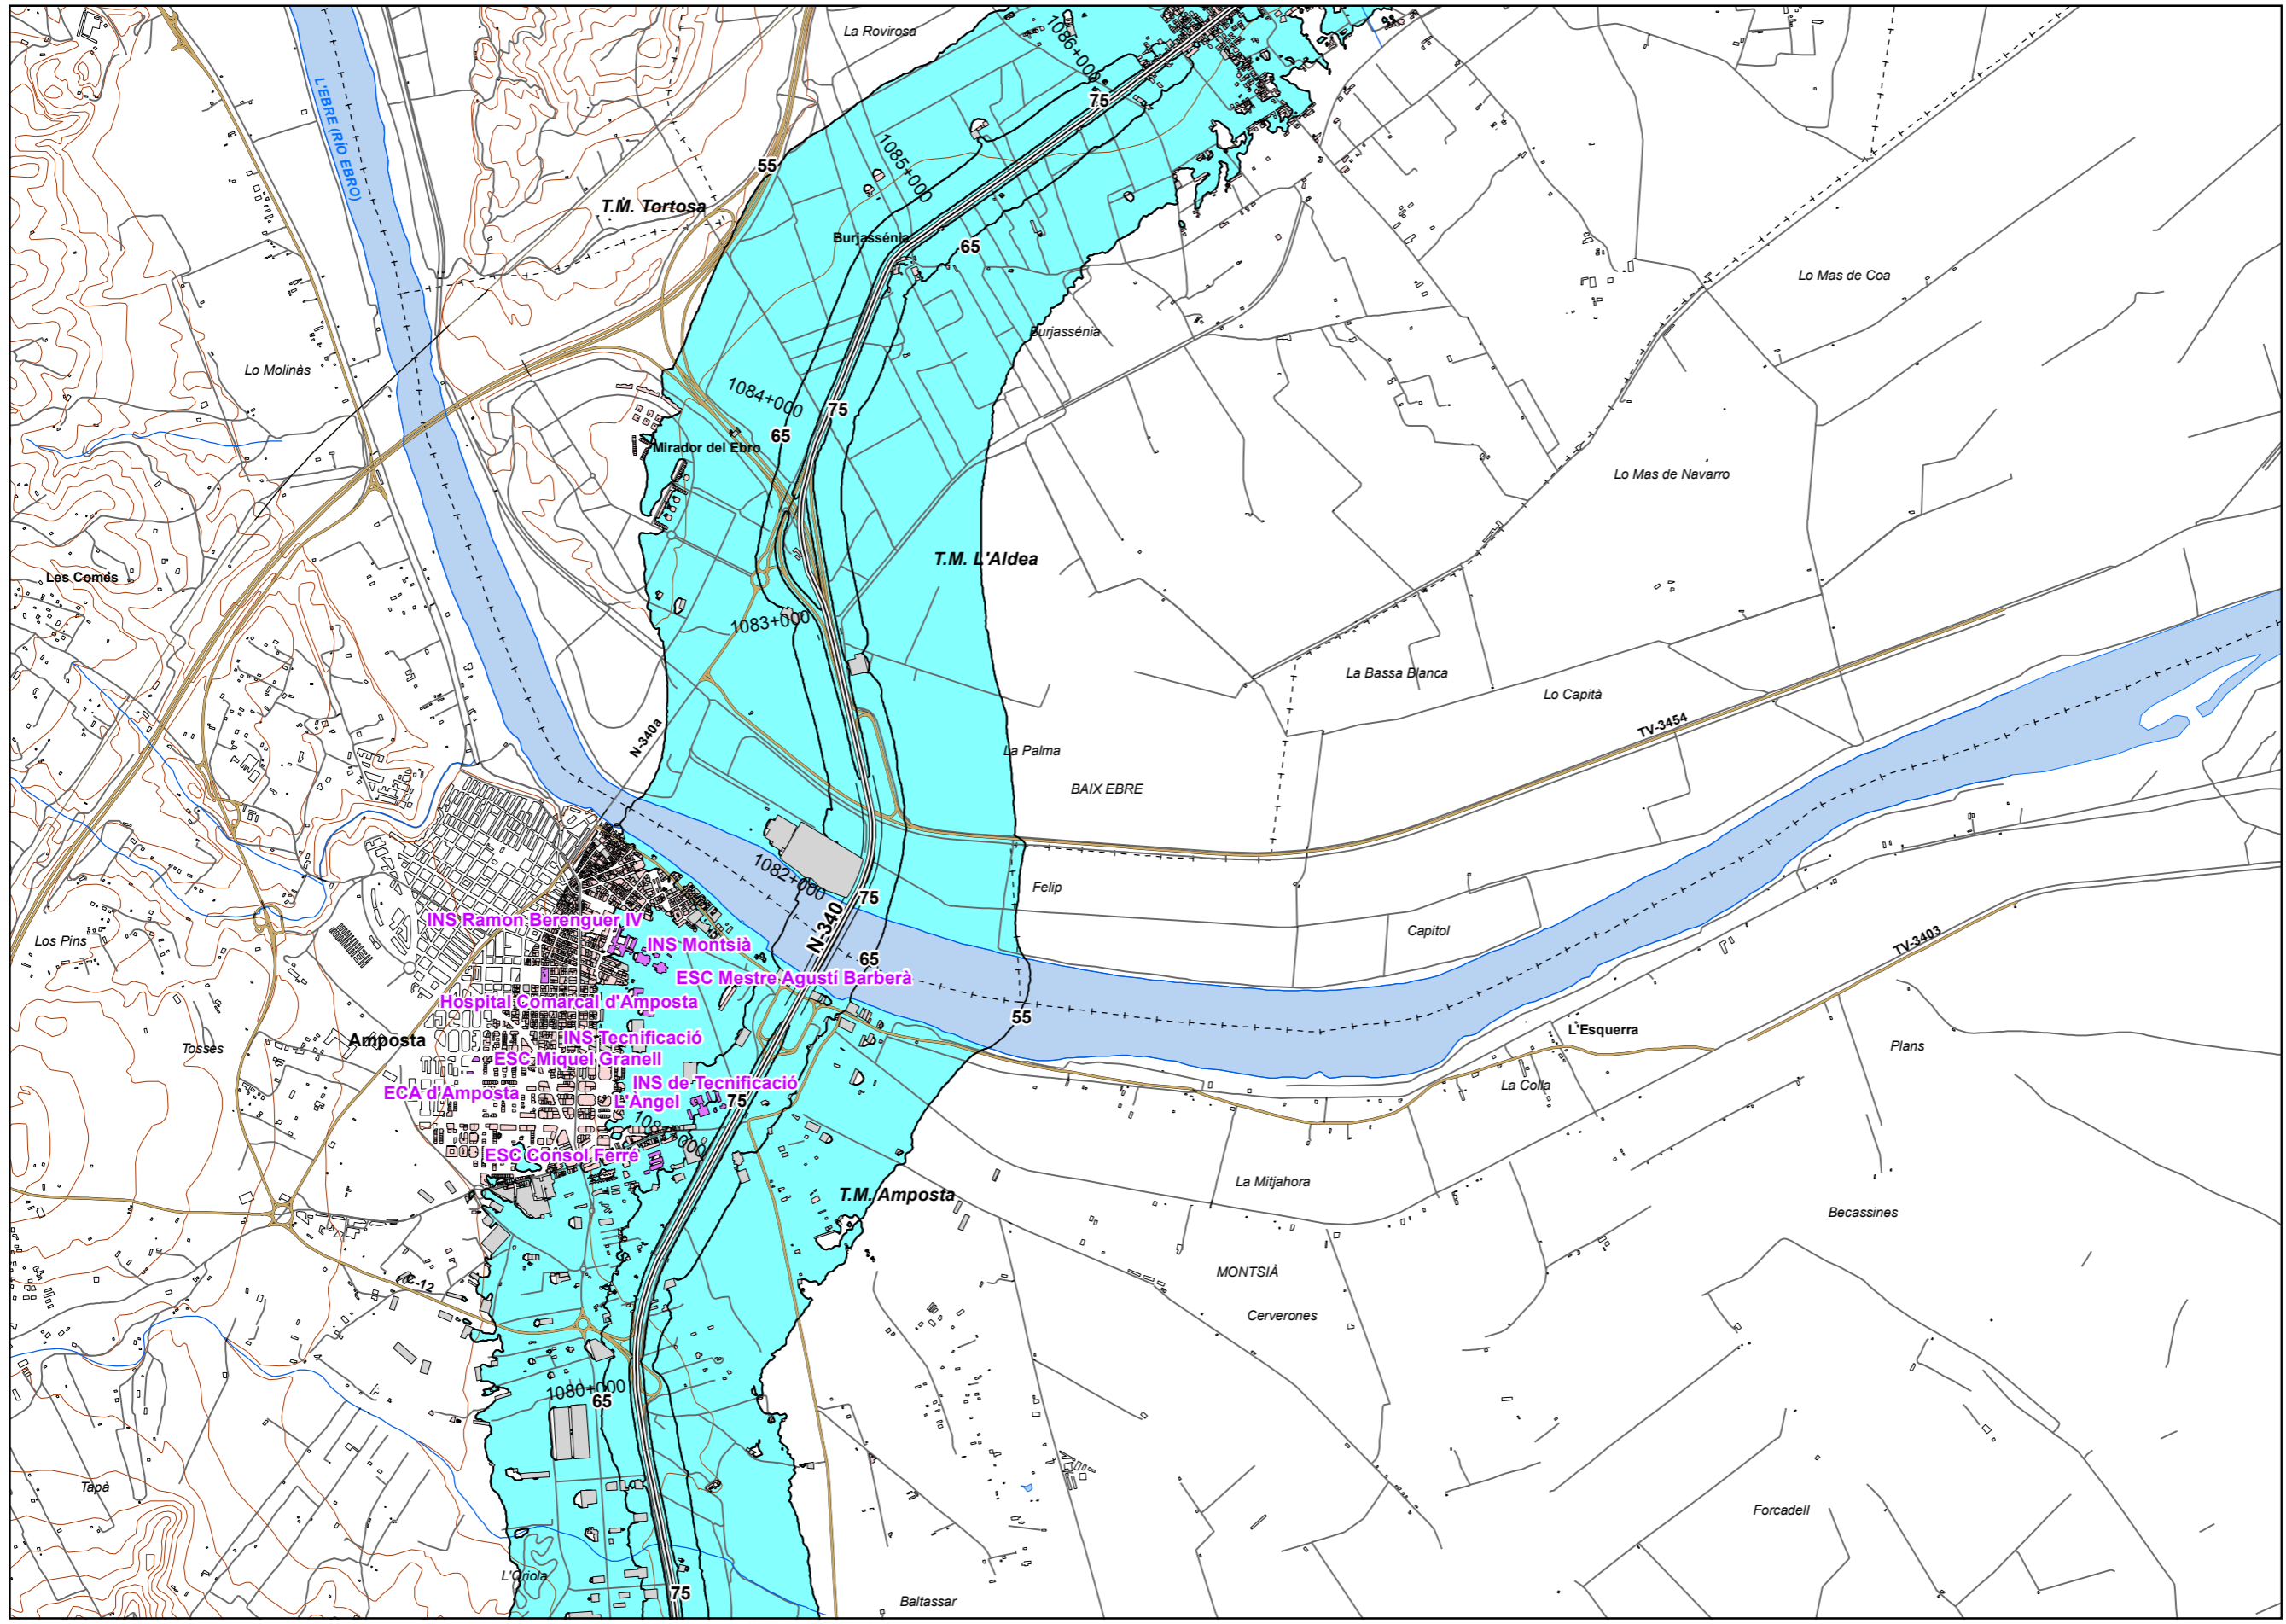 La Rovirosa
1086+000
L'EBRE (RÍO EBRO)
75
1085+000
55
T.M. Tortosa
Burjassénia
65
Lo Mas de Coa
Burjassénia
Lo Molinàs
1084+000
75
65
Mirador del Ebro
Lo Mas de Navarro
T.M. L'Aldea
Les Comes
1083+000
La Bassa Blanca
Lo Capità
TV-3454
N-340a
La Palma
BAIX EBRE
1082+000
Felip
75
INS Ramon Berenguer IV
N-340
Capitol
Los Pins
INS Montsià
TV-3403
65
ESC Mestre Agustí Barberà
Hospital Comarcal d'Amposta
55
L'Esquerra
Amposta
INS Tecnificació
Tosses
Plans
ESC Miquel Granell
INS de Tecnificació
La Colla
ECA d'Amposta
L'Àngel
75
ESC Consol Ferré
La Mitjahora
T.M. Amposta
Becassines
MONTSIÀ
C-12
Cerverones
1080+000
65
Tapà
Forcadell
L'Oriola
75
Baltassar